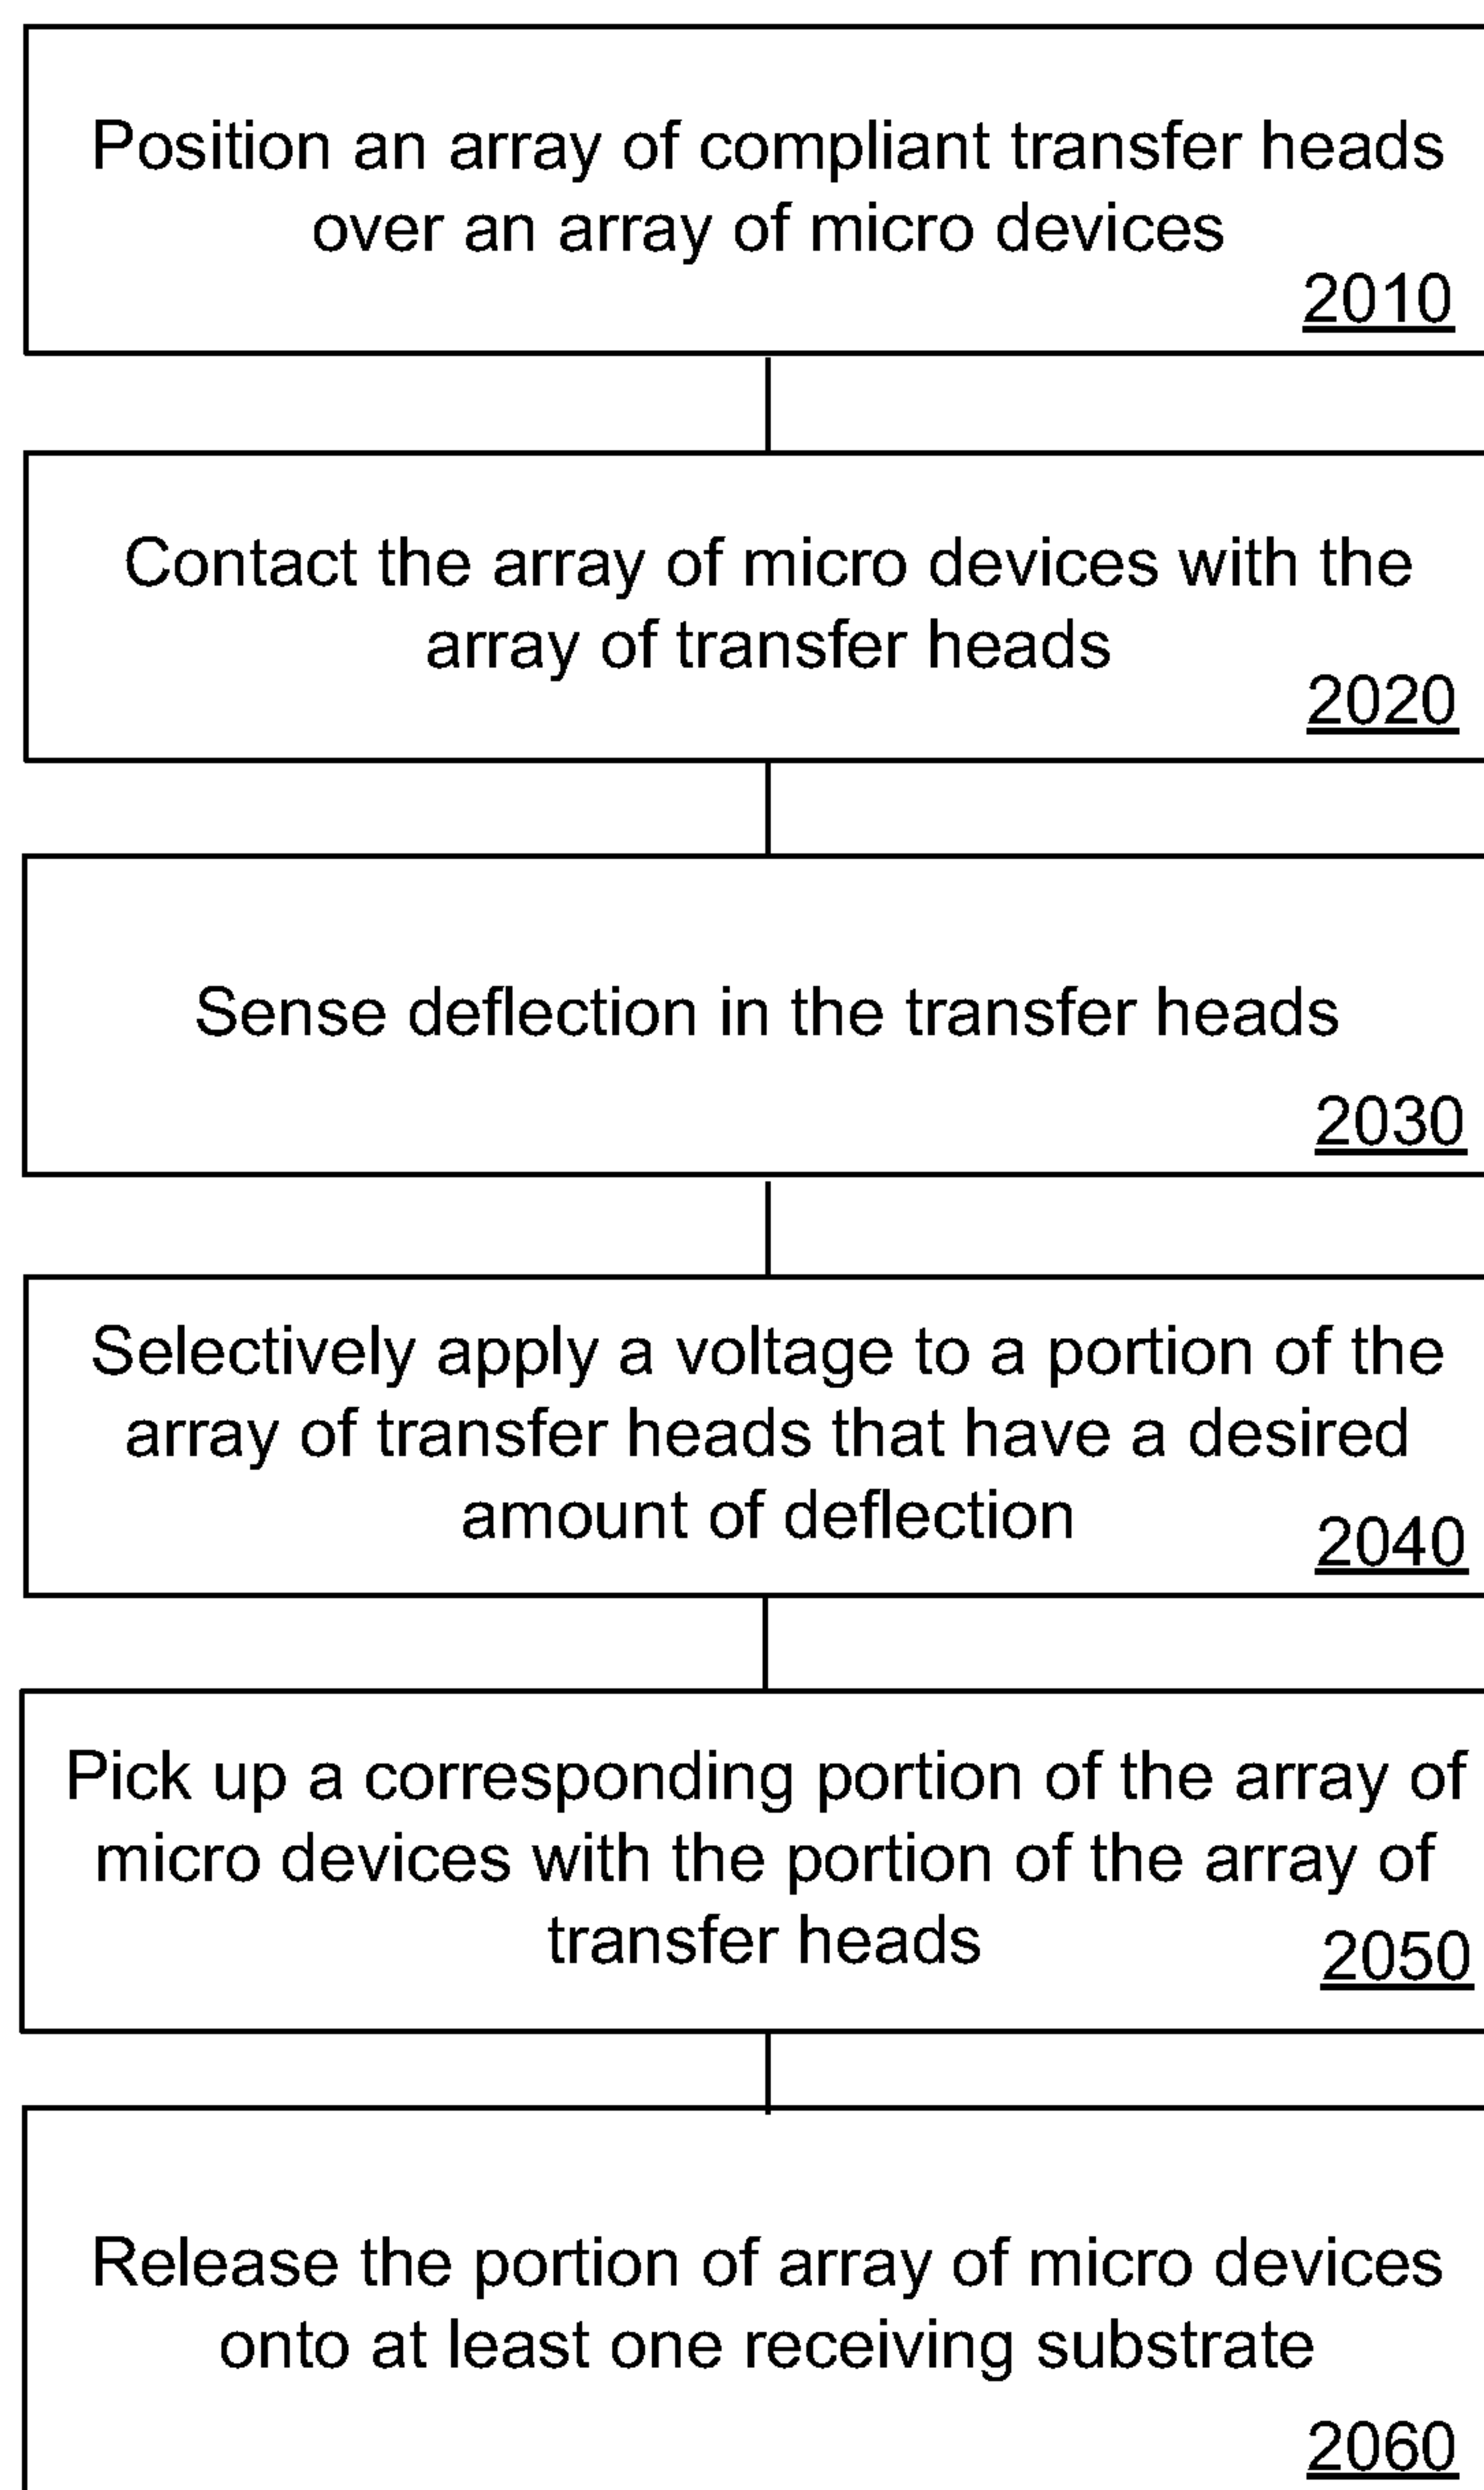 Position an array of compliant transfer heads
over an array of micro devices
2010
Contact the array of micro devices with the
array of transfer heads
2020
Sense deflection in the transfer heads
2030
Selectively apply a voltage to a portion of the
array of transfer heads that have a desired
amount of deflection
2040
Pick up a corresponding portion of the array of
micro devices with the portion of the array of
transfer heads
2050
Release the portion of array of micro devices
onto at least one receiving substrate
2060